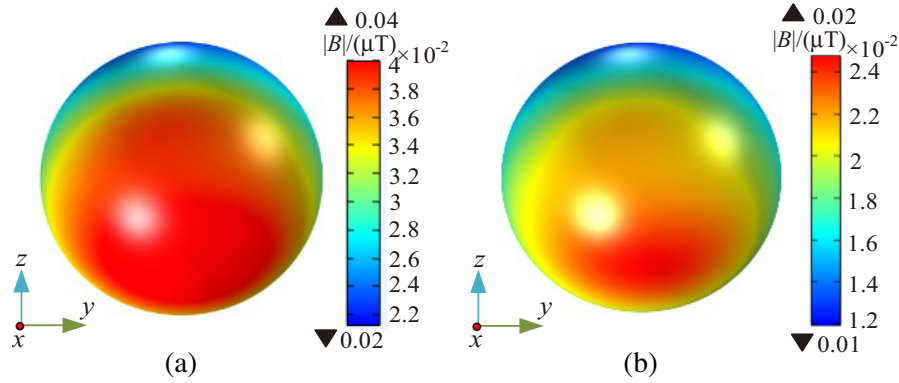 ▲ 0.04
|B|/(μT)
×10⁻²
4
3.8
3.6
3.4
3.2
3
2.8
2.6
2.4
2.2
▼ 0.02
z
y
x
(a)
▲ 0.02
|B|/(μT)
×10⁻²
2.4
2.2
2
1.8
1.6
1.4
1.2
▼ 0.01
z
y
x
(b)